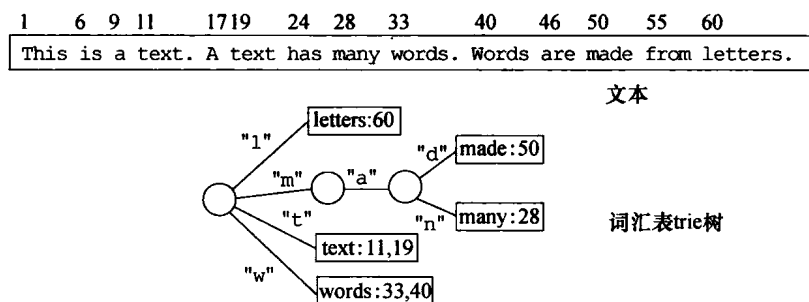 1 6 9 11 17 19 24 28 33 40 46 50 55 60
This is a text. A text has many words. Words are made from letters.
文本
letters:60
"l"
"d" made:50
"m" "a"
"n" many:28
"t"
词汇表trie树
text:11,19
"w"
words:33,40